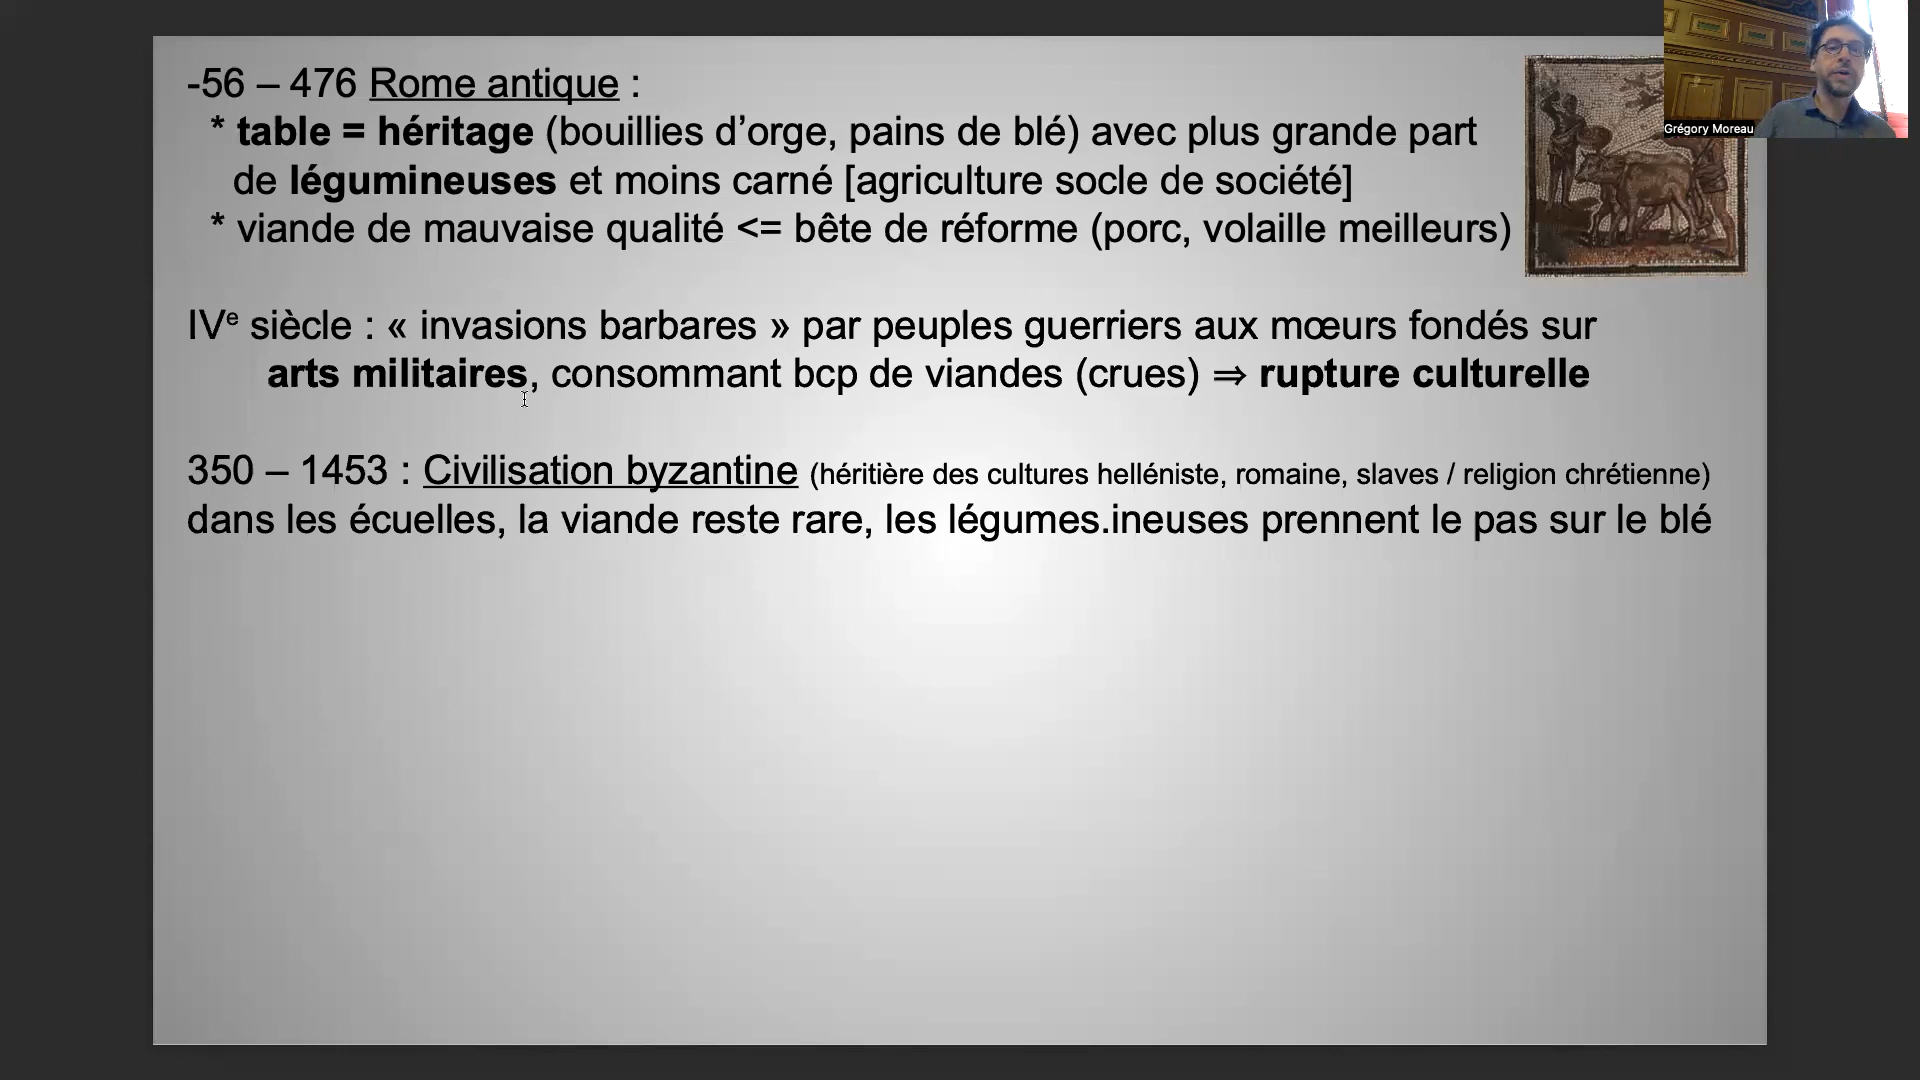 -56 – 476 Rome antique :
* table = héritage (bouillies d’orge, pains de blé) avec plus grande part
de légumineuses et moins carné [agriculture socle de société]
* viande de mauvaise qualité <= bête de réforme (porc, volaille meilleurs)
IVe siècle : « invasions barbares » par peuples guerriers aux mœurs fondés sur
arts militaires, consommant bcp de viandes (crues) ⇒ rupture culturelle
350 – 1453 : Civilisation byzantine (héritière des cultures helléniste, romaine, slaves / religion chrétienne)
dans les écuelles, la viande reste rare, les légumes.ineuses prennent le pas sur le blé
Grégory Moreau